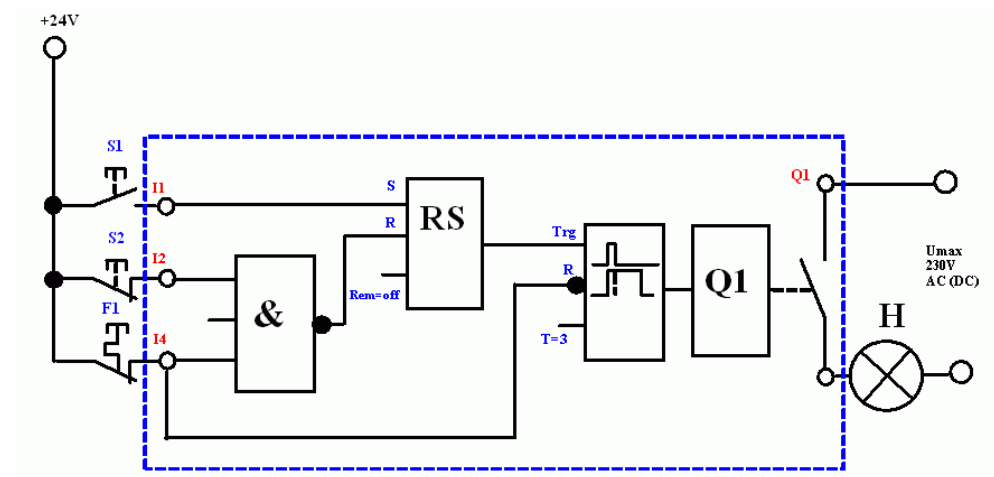 +24V
S1
I1
S
Q1
S2
R
RS
I2
Trg
Umax
230V
AC (DC)
R
Rem=off
Q1
F1
&
H
I4
T=3